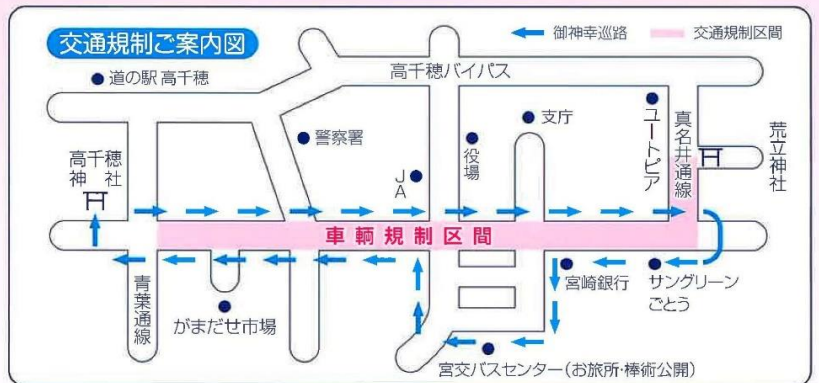 交通規制ご案内図
御神幸巡路
交通規制区間
高千穂バイパス
道の駅 高千穂
支庁
ユートピア
真名井通線
荒立神社
警察署
役場
JA
高千穂
神社
車輌規制区間
青葉通線
がまだせ市場
宮崎銀行
サングリーン
ごとう
宮交バスセンター(お旅所・棒術公開)